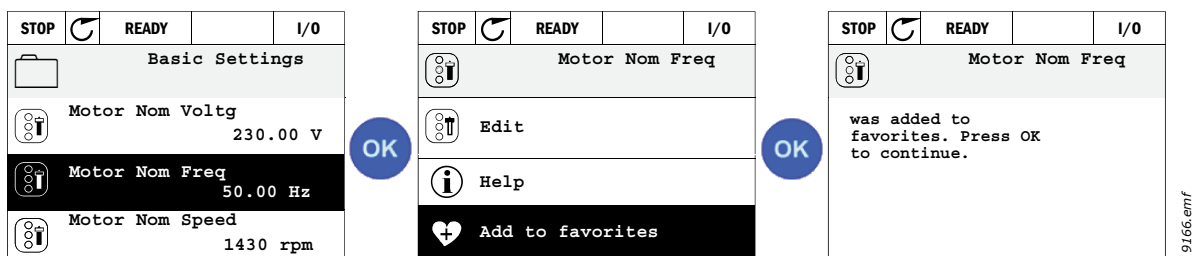 STOP READY I/O
Basic Settings
Motor Nom Voltg
230.00 V
Motor Nom Freq
50.00 Hz
Motor Nom Speed
1430 rpm
OK
STOP READY I/O
Motor Nom Freq
Edit
Help
Add to favorites
OK
STOP READY I/O
Motor Nom Freq
was added to
favorites. Press OK
to continue.
9166.emf